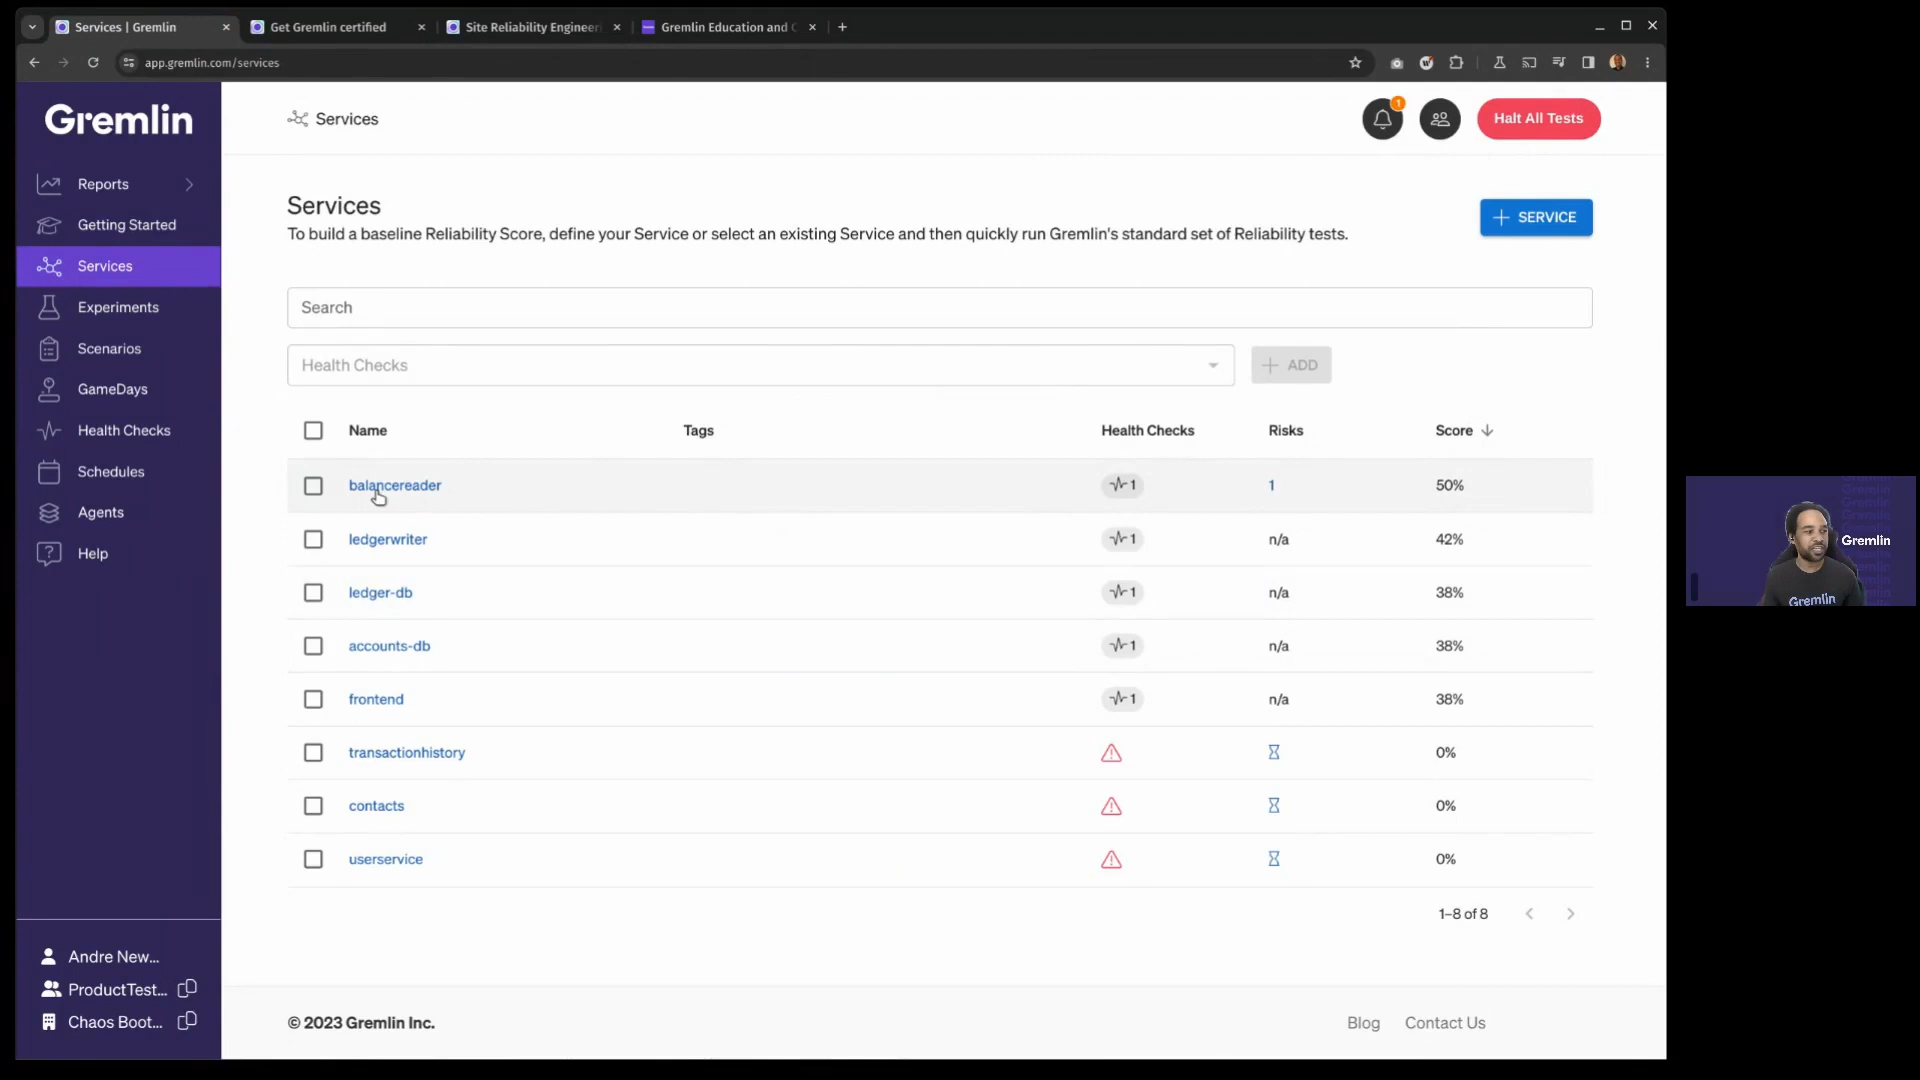 Services | Gremlin
Get Gremlin certified
Site Reliability Engineeri
Gremlin Education and C
app.gremlin.com/services
Gremlin
Services
1
Halt All Tests
Reports
Getting Started
Services
Experiments
Scenarios
GameDays
Health Checks
Schedules
Agents
Help
Services
SERVICE
To build a baseline Reliability Score, define your Service or select an existing Service and then quickly run Gremlin's standard set of Reliability tests.
Search
Health Checks
ADD
Name Tags Health Checks Risks Score
balancereader 1 1 50%
ledgerwriter 1 n/a 42%
ledger-db 1 n/a 38%
accounts-db 1 n/a 38%
frontend 1 n/a 38%
transactionhistory 0%
contacts 0%
userservice 0%
1–8 of 8
Andre New...
ProductTest...
Chaos Boot...
© 2023 Gremlin Inc.
Blog Contact Us
Gremlin
Gremlin